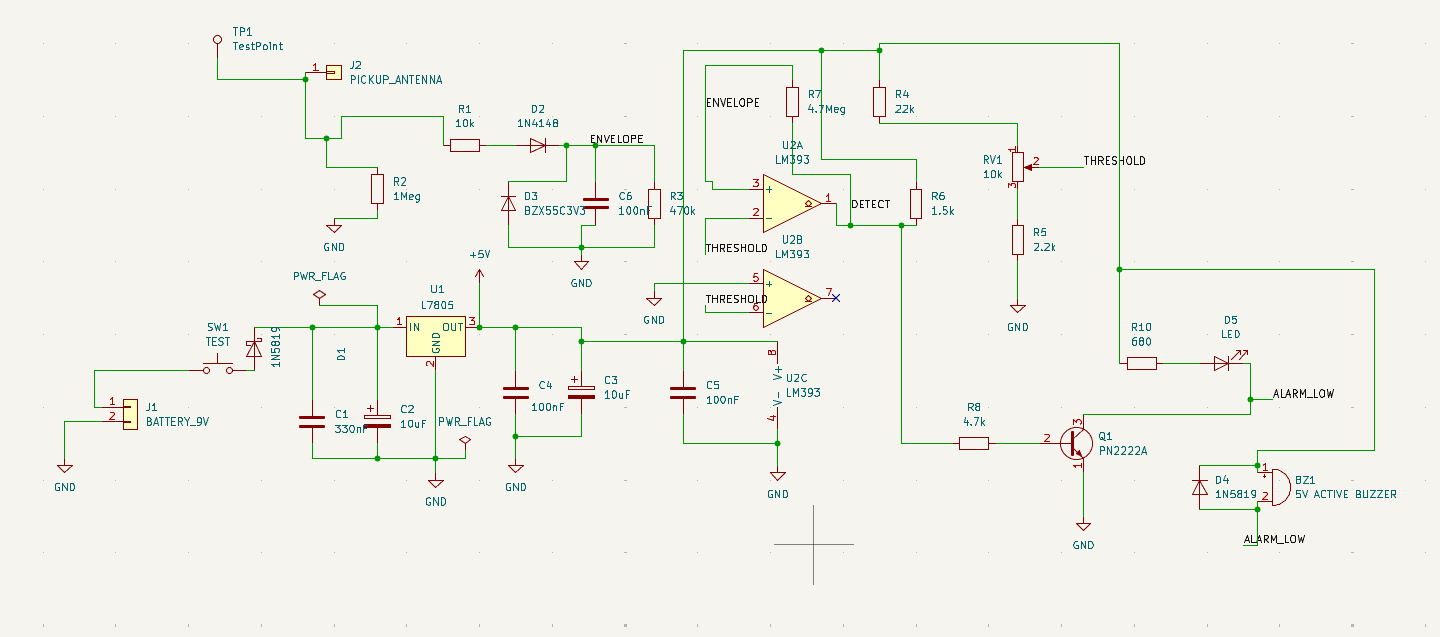 TP1
TestPoint
1
J2
PICKUP_ANTENNA
R1
10k
D2
1N4148
ENVELOPE
R2
1Meg
GND
D3
BZX55C3V3
C6
100nF
R3
470k
GND
ENVELOPE
R7
4.7Meg
R4
22k
U2A
LM393
3
+
2
−
1
DETECT
R6
1.5k
THRESHOLD
U2B
LM393
5
+
6
−
7
THRESHOLD
GND
RV1
10k
1
2
3
THRESHOLD
R5
2.2k
GND
PWR_FLAG
+5V
U1
L7805
1
IN
OUT
3
GND
2
SW1
TEST
1N5819
D1
J1
BATTERY_9V
1
2
GND
C1
330nF
+
C2
10uF
PWR_FLAG
GND
C4
100nF
+
C3
10uF
GND
C5
100nF
8
V+
V−
4
U2C
LM393
GND
R10
680
D5
LED
ALARM_LOW
R8
4.7k
2
3
1
Q1
PN2222A
GND
D4
1N5819
1
+
2
BZ1
5V ACTIVE BUZZER
ALARM_LOW